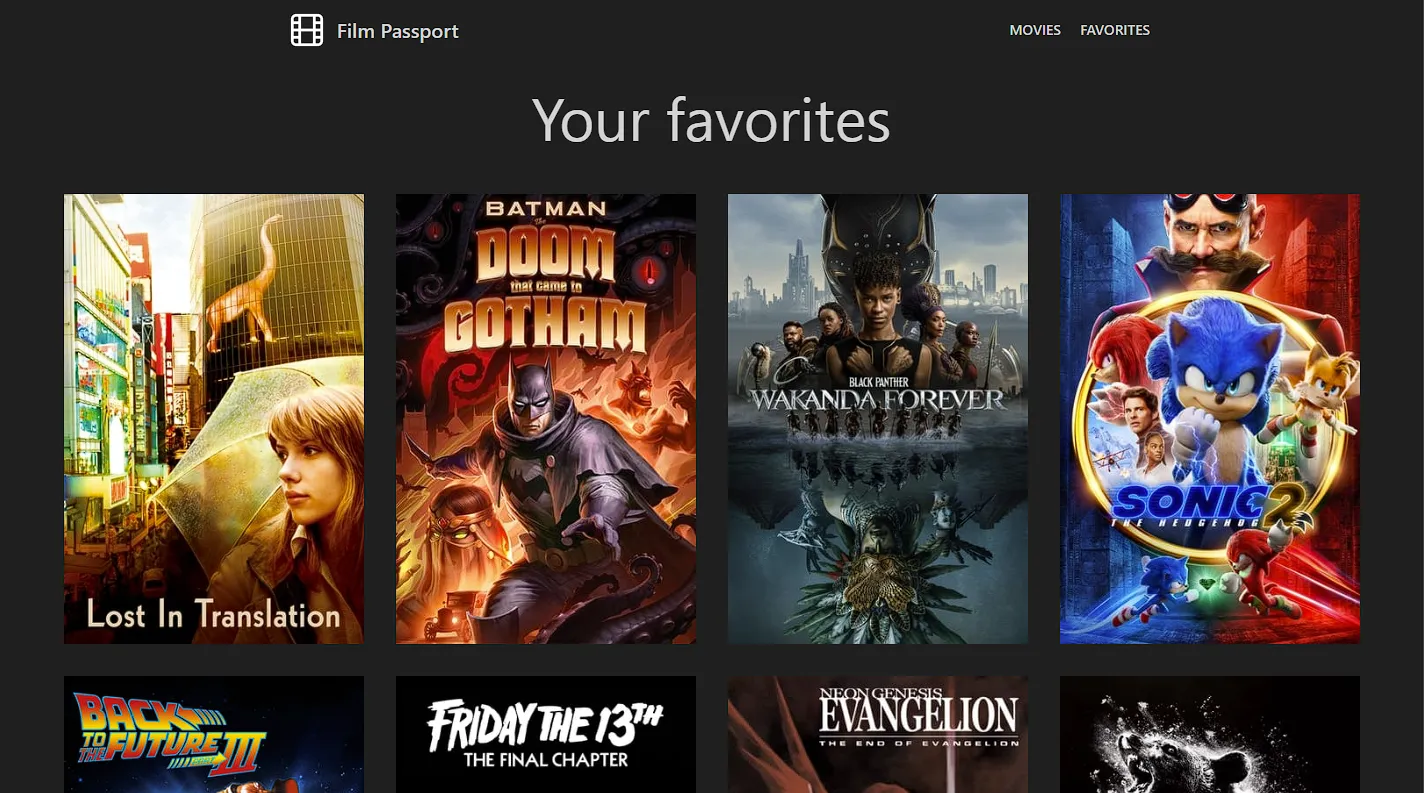 Film Passport
MOVIES FAVORITES
Your favorites
Lost In Translation
BATMAN
The
DOOM
that came to
GOTHAM
BLACK PANTHER
WAKANDA FOREVER
SONIC 2
THE HEDGEHOG
BACK
TO
THE FUTURE III
FRIDAY THE 13TH
THE FINAL CHAPTER
NEON GENESIS
EVANGELION
THE END OF EVANGELION